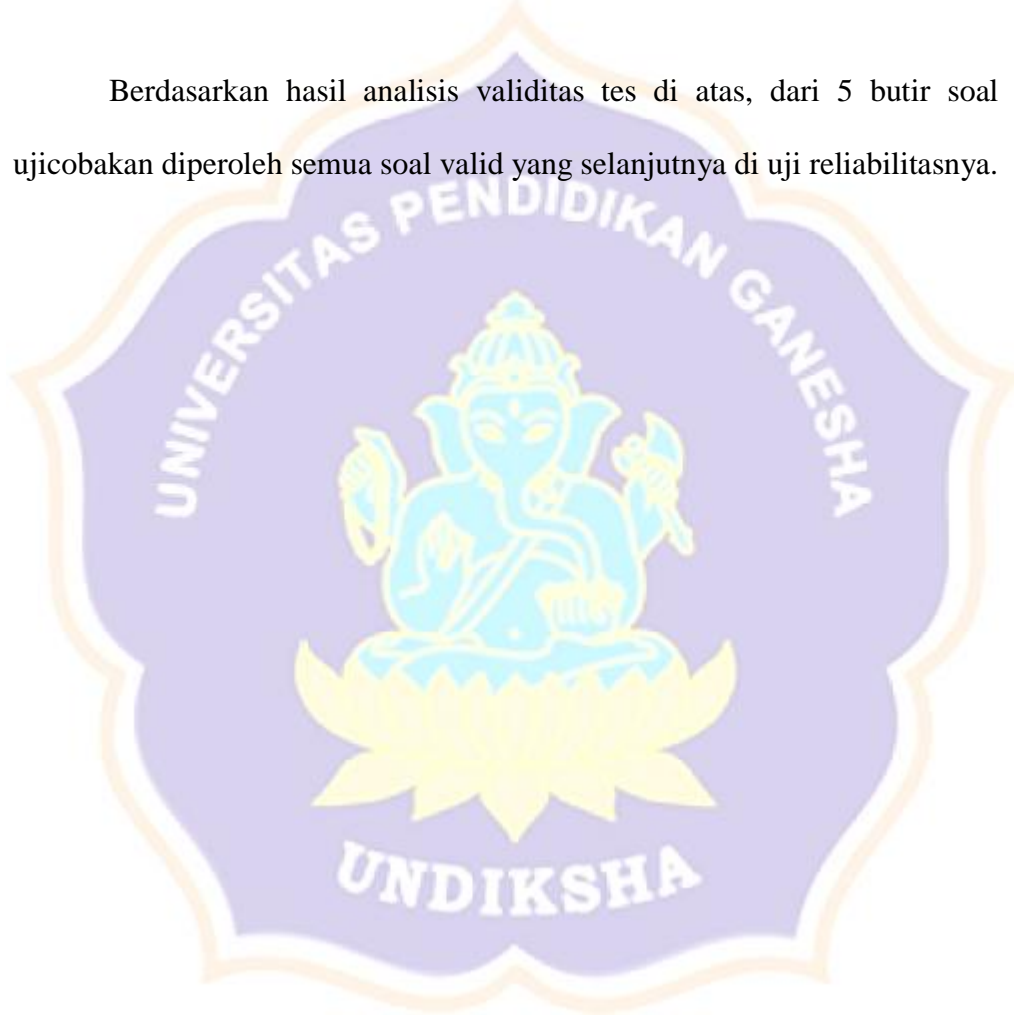 Berdasarkan hasil analisis validitas tes di atas, dari 5 butir soal
ujicobakan diperoleh semua soal valid yang selanjutnya di uji reliabilitasnya.
UNIVERSITAS PENDIDIKAN GANESHA
UNDIKSHA